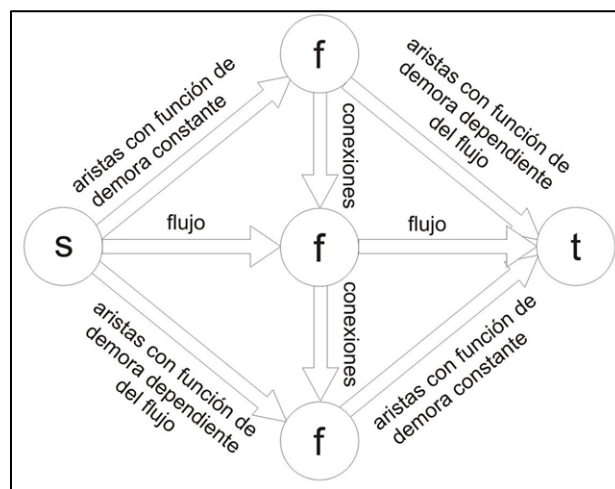 f
aristas con función de
demora constante
aristas con función de
demora dependiente
del flujo
conexiones
s
flujo
f
flujo
t
aristas con función de
demora dependiente
del flujo
conexiones
aristas con función de
demora constante
f